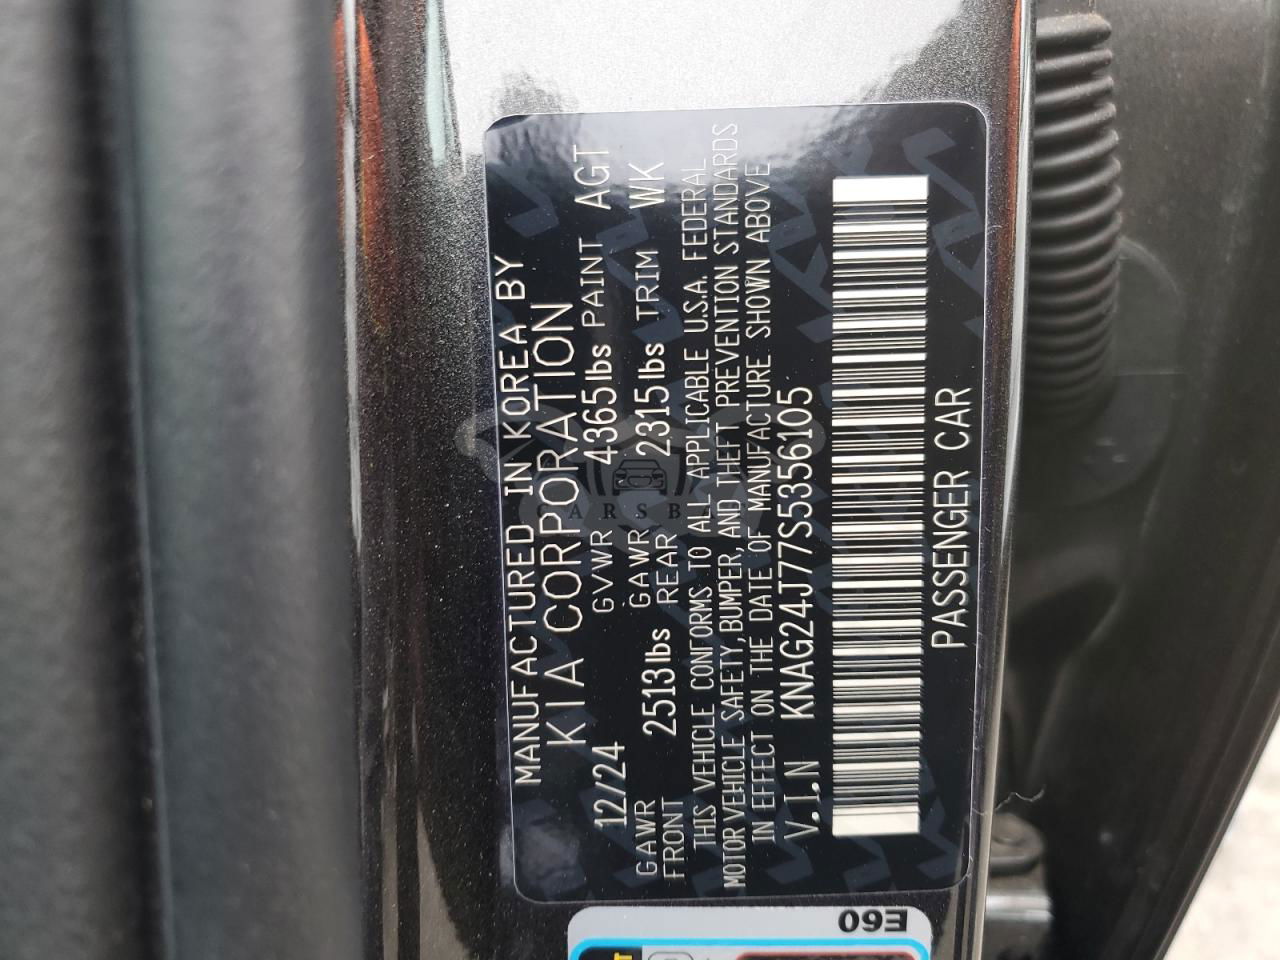 MANUFACTURED IN KOREA BY
KIA CORPORATION
12/24 GVWR 4365lbs PAINT AGT
GAWR FRONT 2513lbs GAWR REAR 2315lbs TRIM WK
THIS VEHICLE CONFORMS TO ALL APPLICABLE U.S.A. FEDERAL
MOTOR VEHICLE SAFETY, BUMPER, AND THEFT PREVENTION STANDARDS
IN EFFECT ON THE DATE OF MANUFACTURE SHOWN ABOVE
V.I.N KNAG24J77S5356105
PASSENGER CAR
E60